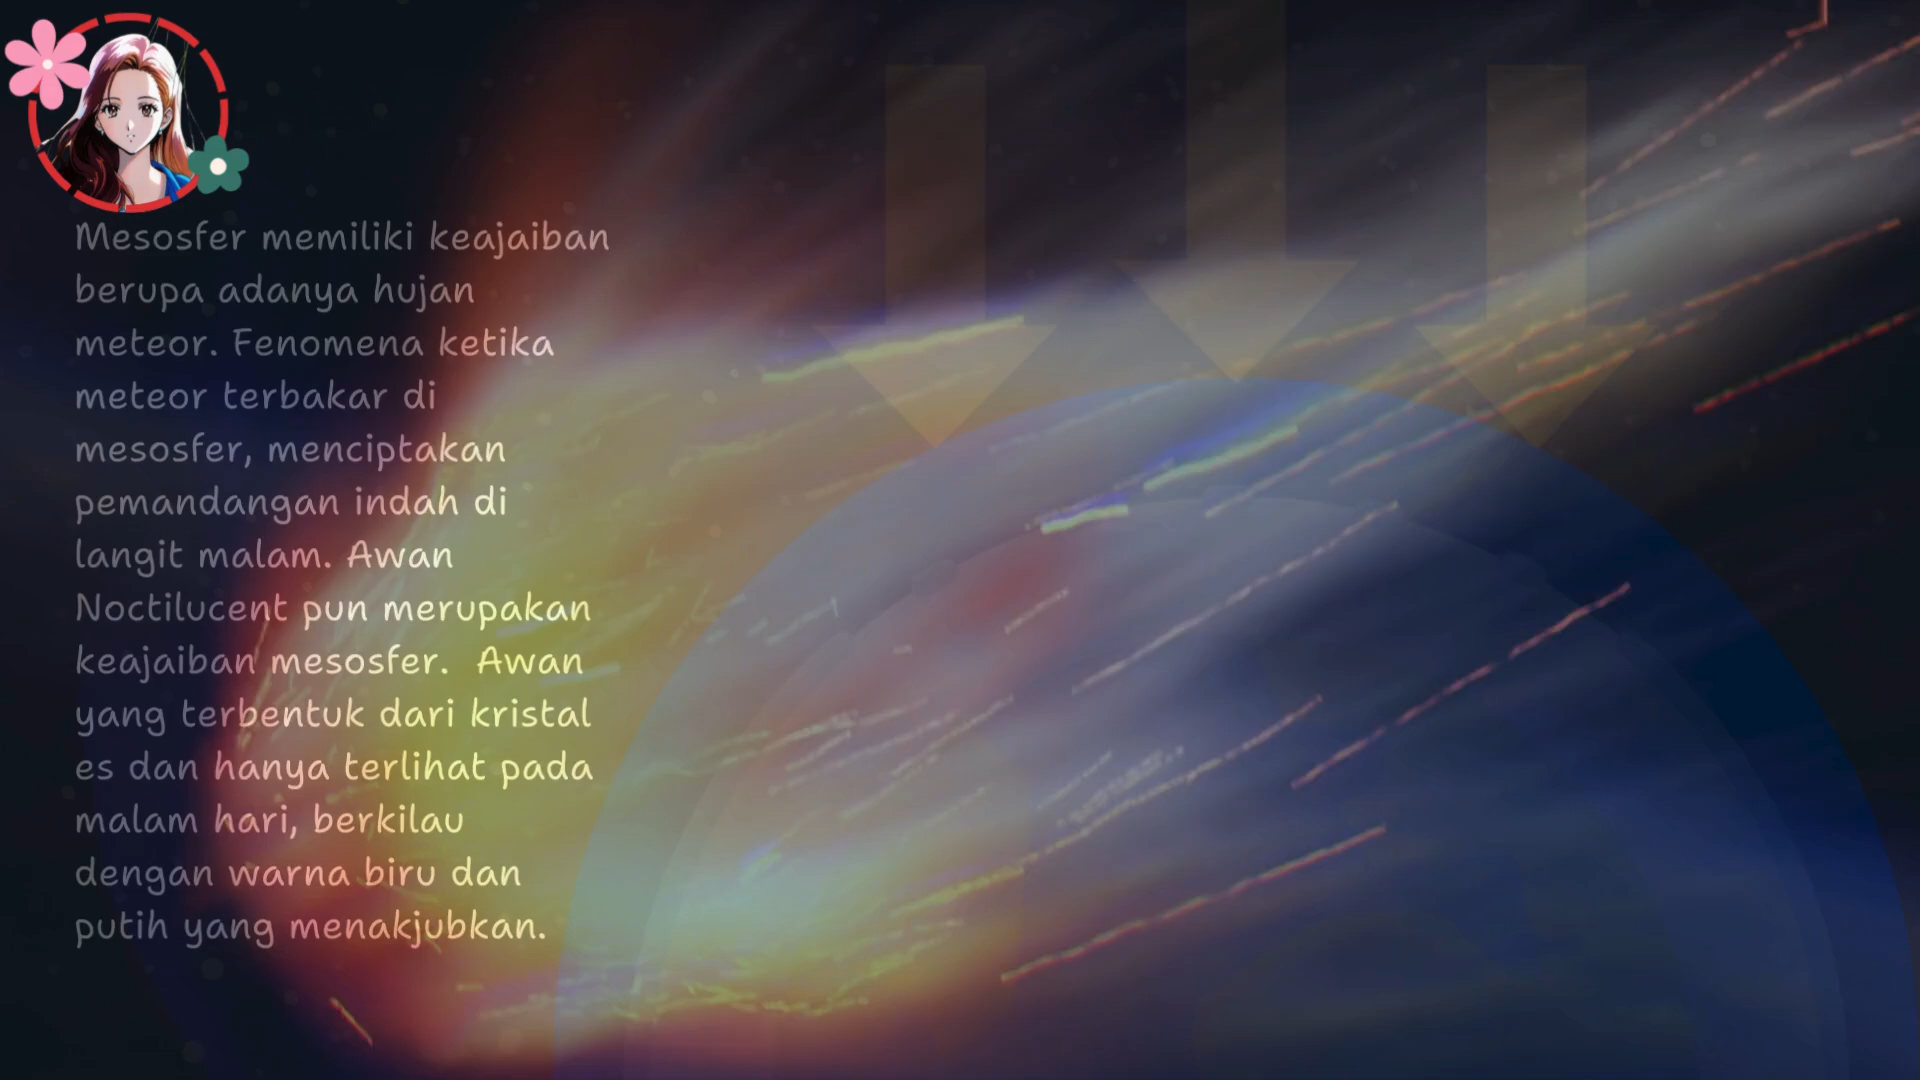 Mesosfer memiliki keajaiban
berupa adanya hujan
meteor. Fenomena ketika
meteor terbakar di
mesosfer, menciptakan
pemandangan indah di
langit malam. Awan
Noctilucent pun merupakan
keajaiban mesosfer.  Awan
yang terbentuk dari kristal
es dan hanya terlihat pada
malam hari, berkilau
dengan warna biru dan
putih yang menakjubkan.